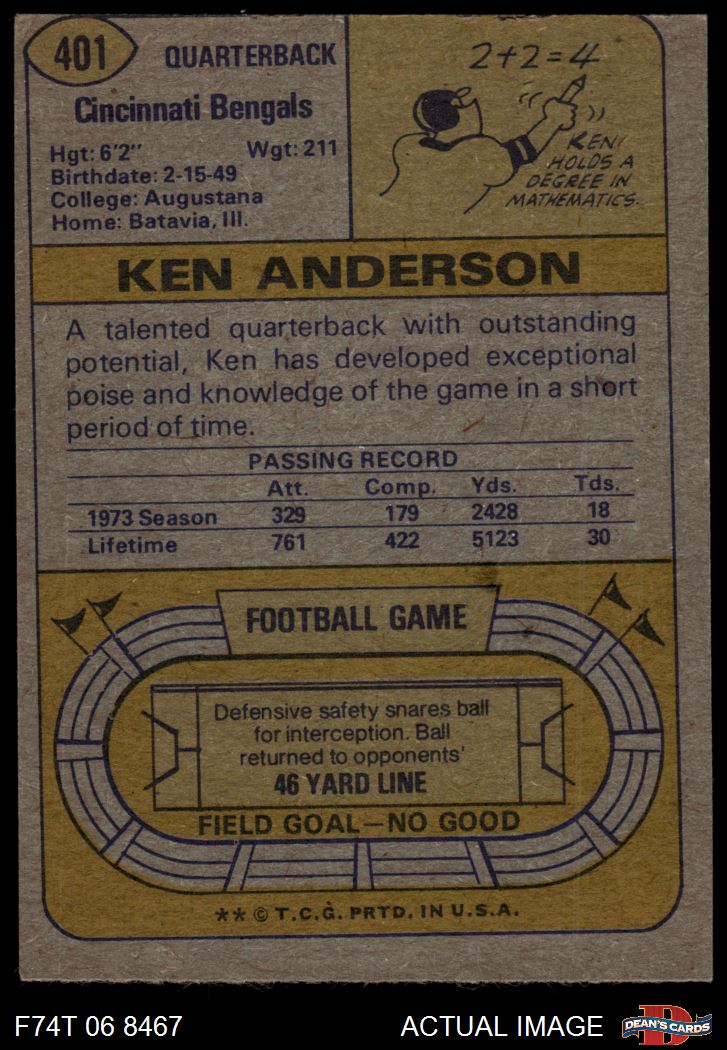 401
QUARTERBACK
Cincinnati Bengals
Hgt: 6'2" Wgt: 211
Birthdate: 2-15-49
College: Augustana
Home: Batavia, Ill.
2+2=4
KEN
HOLDS A
DEGREE IN
MATHEMATICS.
KEN ANDERSON
A talented quarterback with outstanding
potential, Ken has developed exceptional
poise and knowledge of the game in a short
period of time.
PASSING RECORD
Att. Comp. Yds. Tds.
1973 Season 329 179 2428 18
Lifetime 761 422 5123 30
FOOTBALL GAME
Defensive safety snares ball
for interception. Ball
returned to opponents'
46 YARD LINE
FIELD GOAL—NO GOOD
** © T.C.G. PRTD. IN U.S.A.
F74T 06 8467 ACTUAL IMAGE
D
DEAN'S CARDS